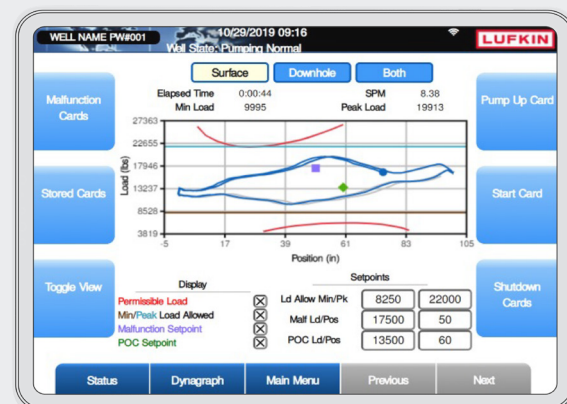 WELL NAME PW#001
10/29/2019 09:16
Well State: Pumping Normal
LUFKIN
Surface
Downhole
Both
Malfunction
Cards
Stored Cards
Toggle View
Pump Up Card
Start Card
Shutdown
Cards
Elapsed Time 0:00:44 SPM 8.38
Min Load 9995 Peak Load 19913
Load (lbs)
27363
22655
17946
13237
8528
3819
-5 17 39 61 83 105
Position (in)
Display
Permissible Load
Min/Peak Load Allowed
Malfunction Setpoint
POC Setpoint
Setpoints
Ld Allow Min/Pk 8250 22000
Malf Ld/Pos 17500 50
POC Ld/Pos 13500 60
Status Dynagraph Main Menu Previous Next